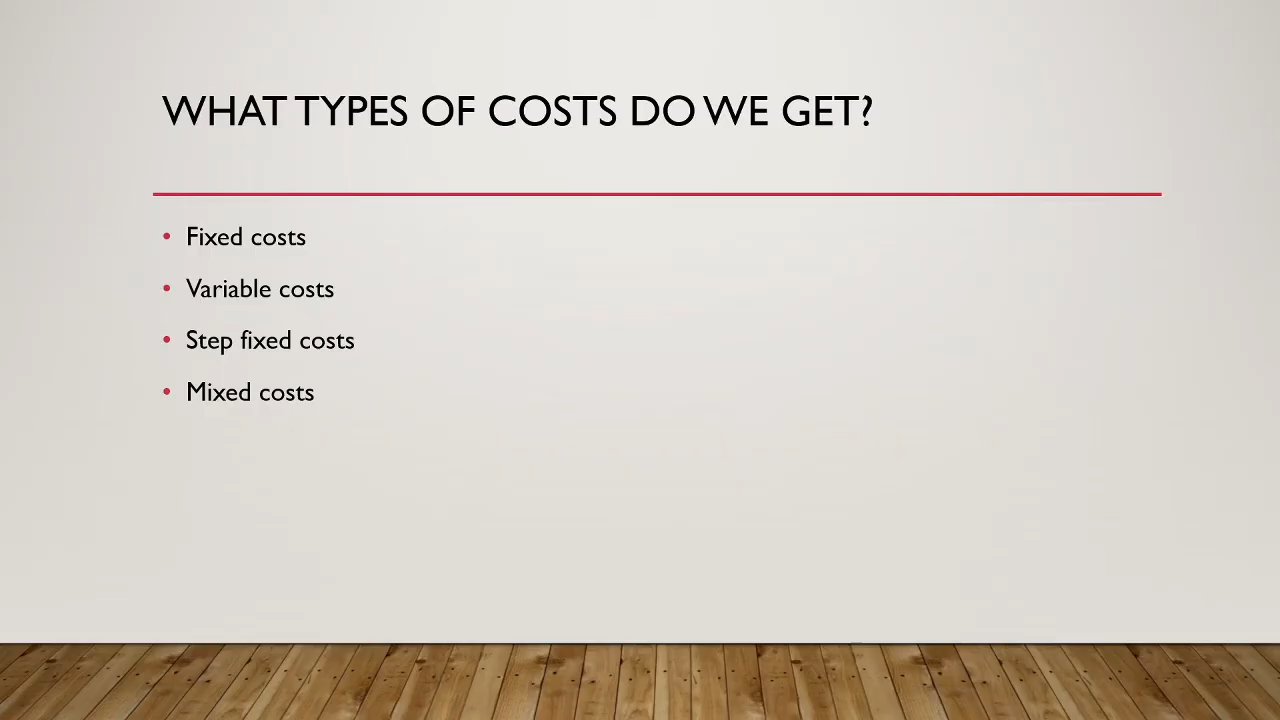 WHAT TYPES OF COSTS DO WE GET?
• Fixed costs
• Variable costs
• Step fixed costs
• Mixed costs